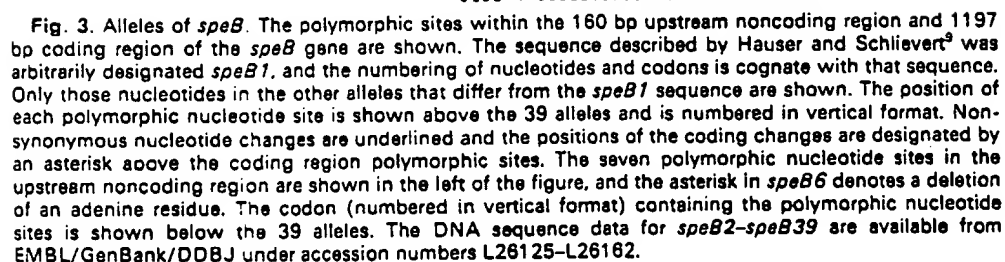 Fig. 3. Alleles of speB. The polymorphic sites within the 160 bp upstream noncoding region and 1197
bp coding region of the speB gene are shown. The sequence described by Hauser and Schlievert⁹ was
arbitrarily designated speB1, and the numbering of nucleotides and codons is cognate with that sequence.
Only those nucleotides in the other alleles that differ from the speB1 sequence are shown. The position of
each polymorphic nucleotide site is shown above the 39 alleles and is numbered in vertical format. Non-
synonymous nucleotide changes are underlined and the positions of the coding changes are designated by
an asterisk above the coding region polymorphic sites. The seven polymorphic nucleotide sites in the
upstream noncoding region are shown in the left of the figure, and the asterisk in speB6 denotes a deletion
of an adenine residue. The codon (numbered in vertical format) containing the polymorphic nucleotide
sites is shown below the 39 alleles. The DNA sequence data for speB2–speB39 are available from
EMBL/GenBank/DDBJ under accession numbers L26125–L26162.